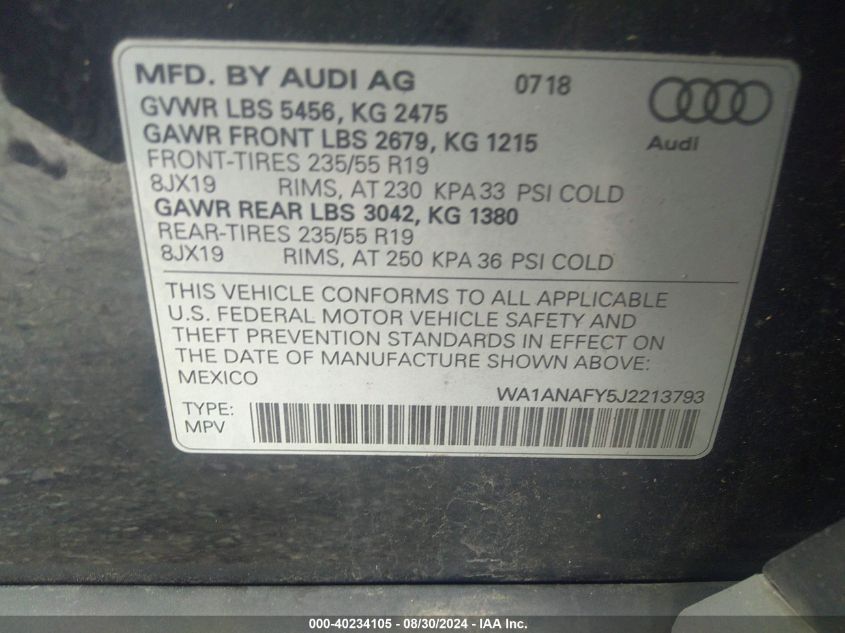 MFD. BY AUDI AG 0718
GVWR LBS 5456, KG 2475
GAWR FRONT LBS 2679, KG 1215
Audi
FRONT-TIRES 235/55 R19
8JX19 RIMS, AT 230 KPA 33 PSI COLD
GAWR REAR LBS 3042, KG 1380
REAR-TIRES 235/55 R19
8JX19 RIMS, AT 250 KPA 36 PSI COLD
THIS VEHICLE CONFORMS TO ALL APPLICABLE
U.S. FEDERAL MOTOR VEHICLE SAFETY AND
THEFT PREVENTION STANDARDS IN EFFECT ON
THE DATE OF MANUFACTURE SHOWN ABOVE:
MEXICO
WA1ANAFY5J2213793
TYPE:
MPV
000-40234105 - 08/30/2024 - IAA Inc.